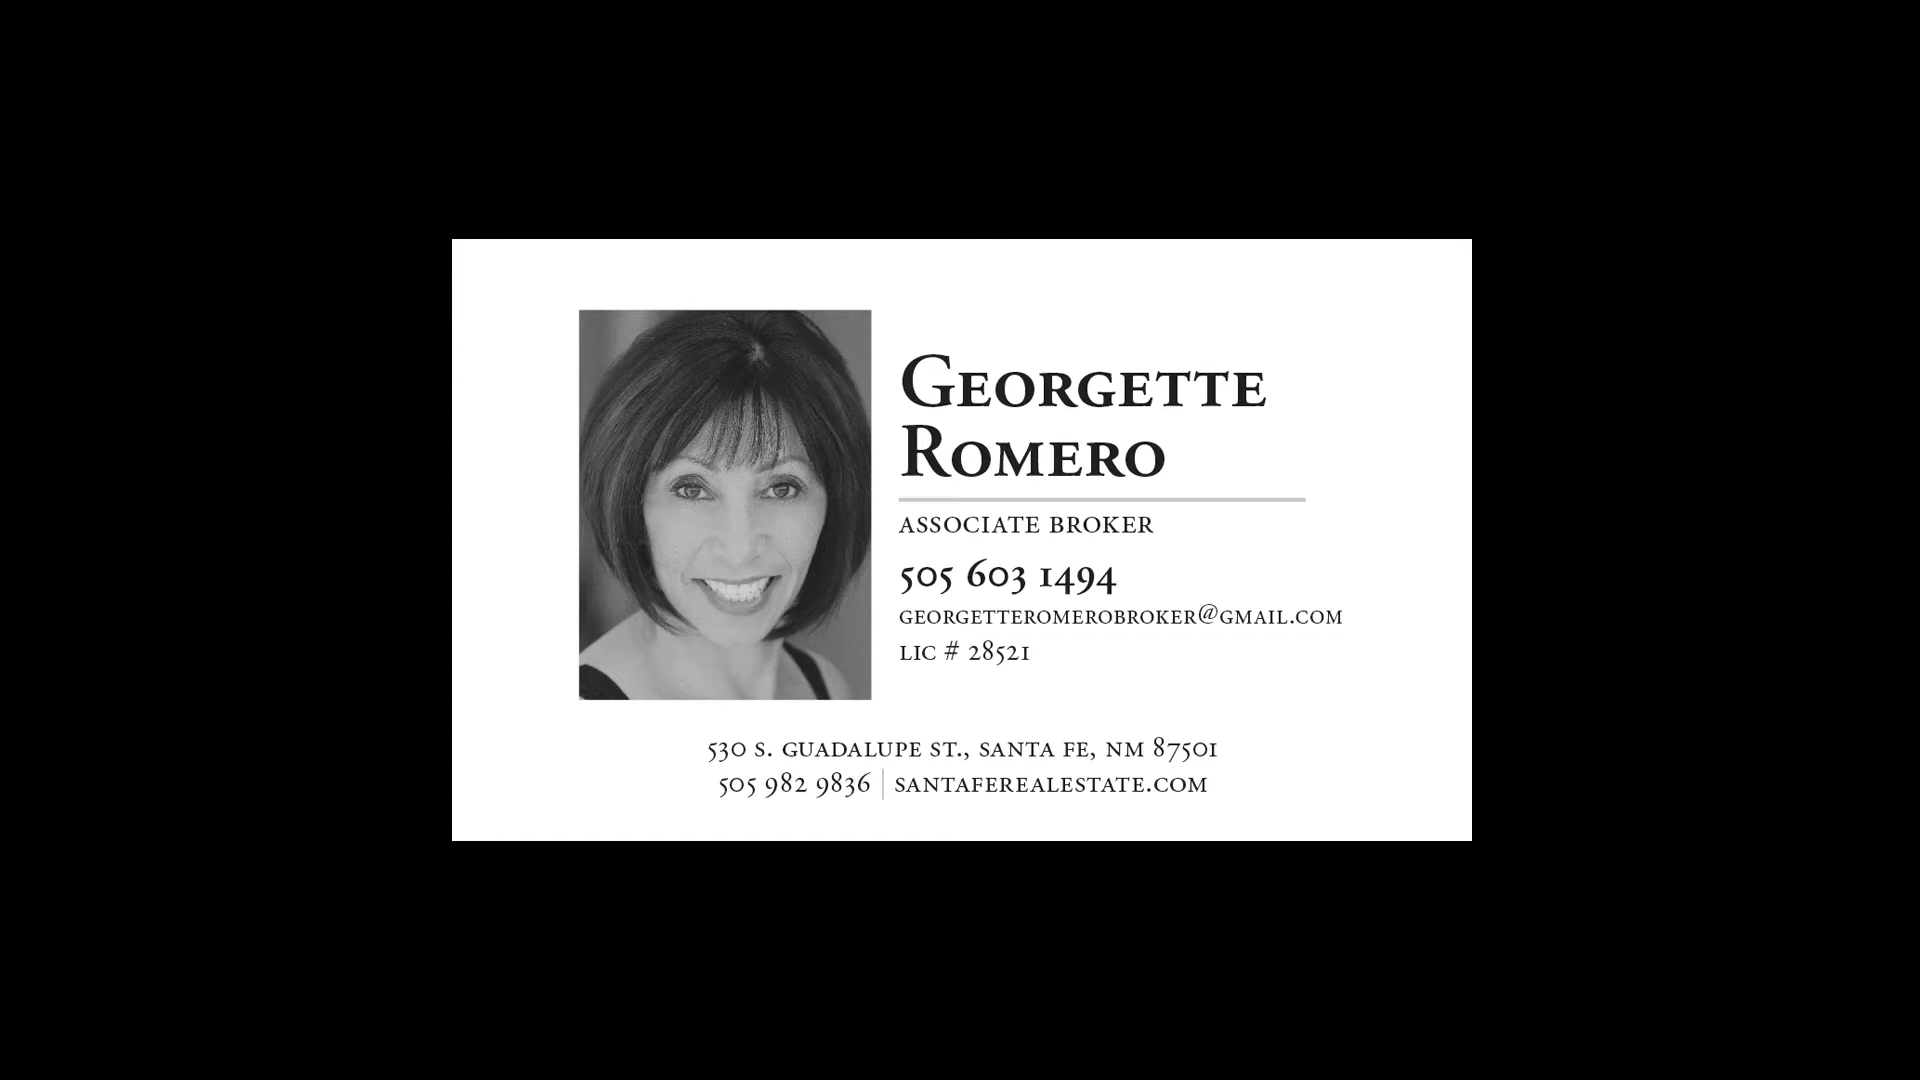 Georgette
Romero
ASSOCIATE BROKER
505 603 1494
GEORGETTEROMEROBROKER@GMAIL.COM
LIC # 28521
530 S. GUADALUPE ST., SANTA FE, NM 87501
505 982 9836 | SANTAFEREALESTATE.COM